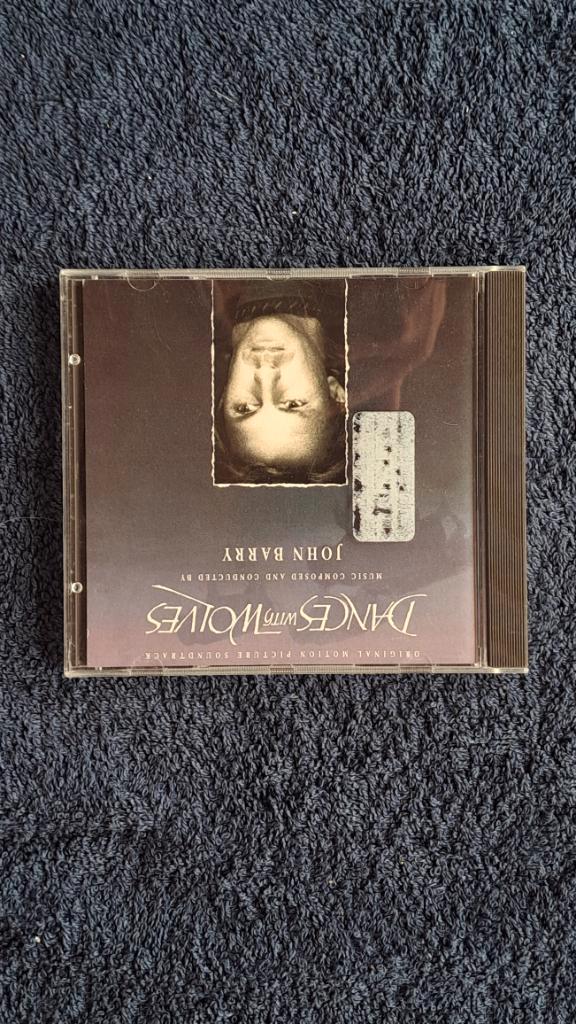 ORIGINAL MOTION PICTURE SOUNDTRACK
DANCES WITH WOLVES
MUSIC COMPOSED AND CONDUCTED BY
JOHN BARRY